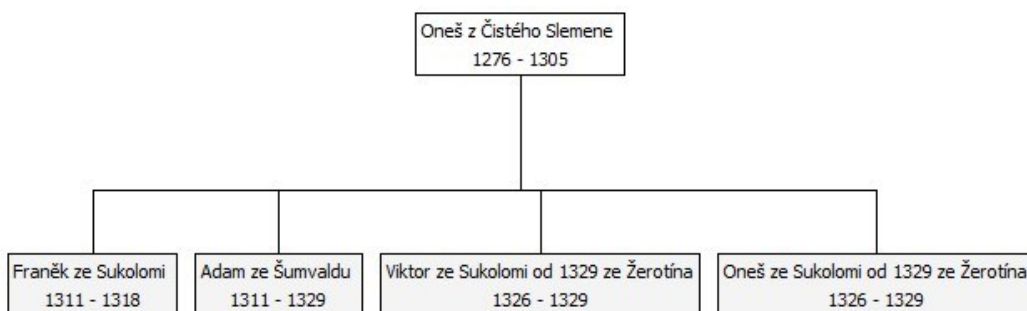 Oneš z Čistého Slemene
1276 - 1305
Franěk ze Sukolomi
1311 - 1318
Adam ze Šumvaldu
1311 - 1329
Viktor ze Sukolomi od 1329 ze Žerotína
1326 - 1329
Oneš ze Sukolomi od 1329 ze Žerotína
1326 - 1329